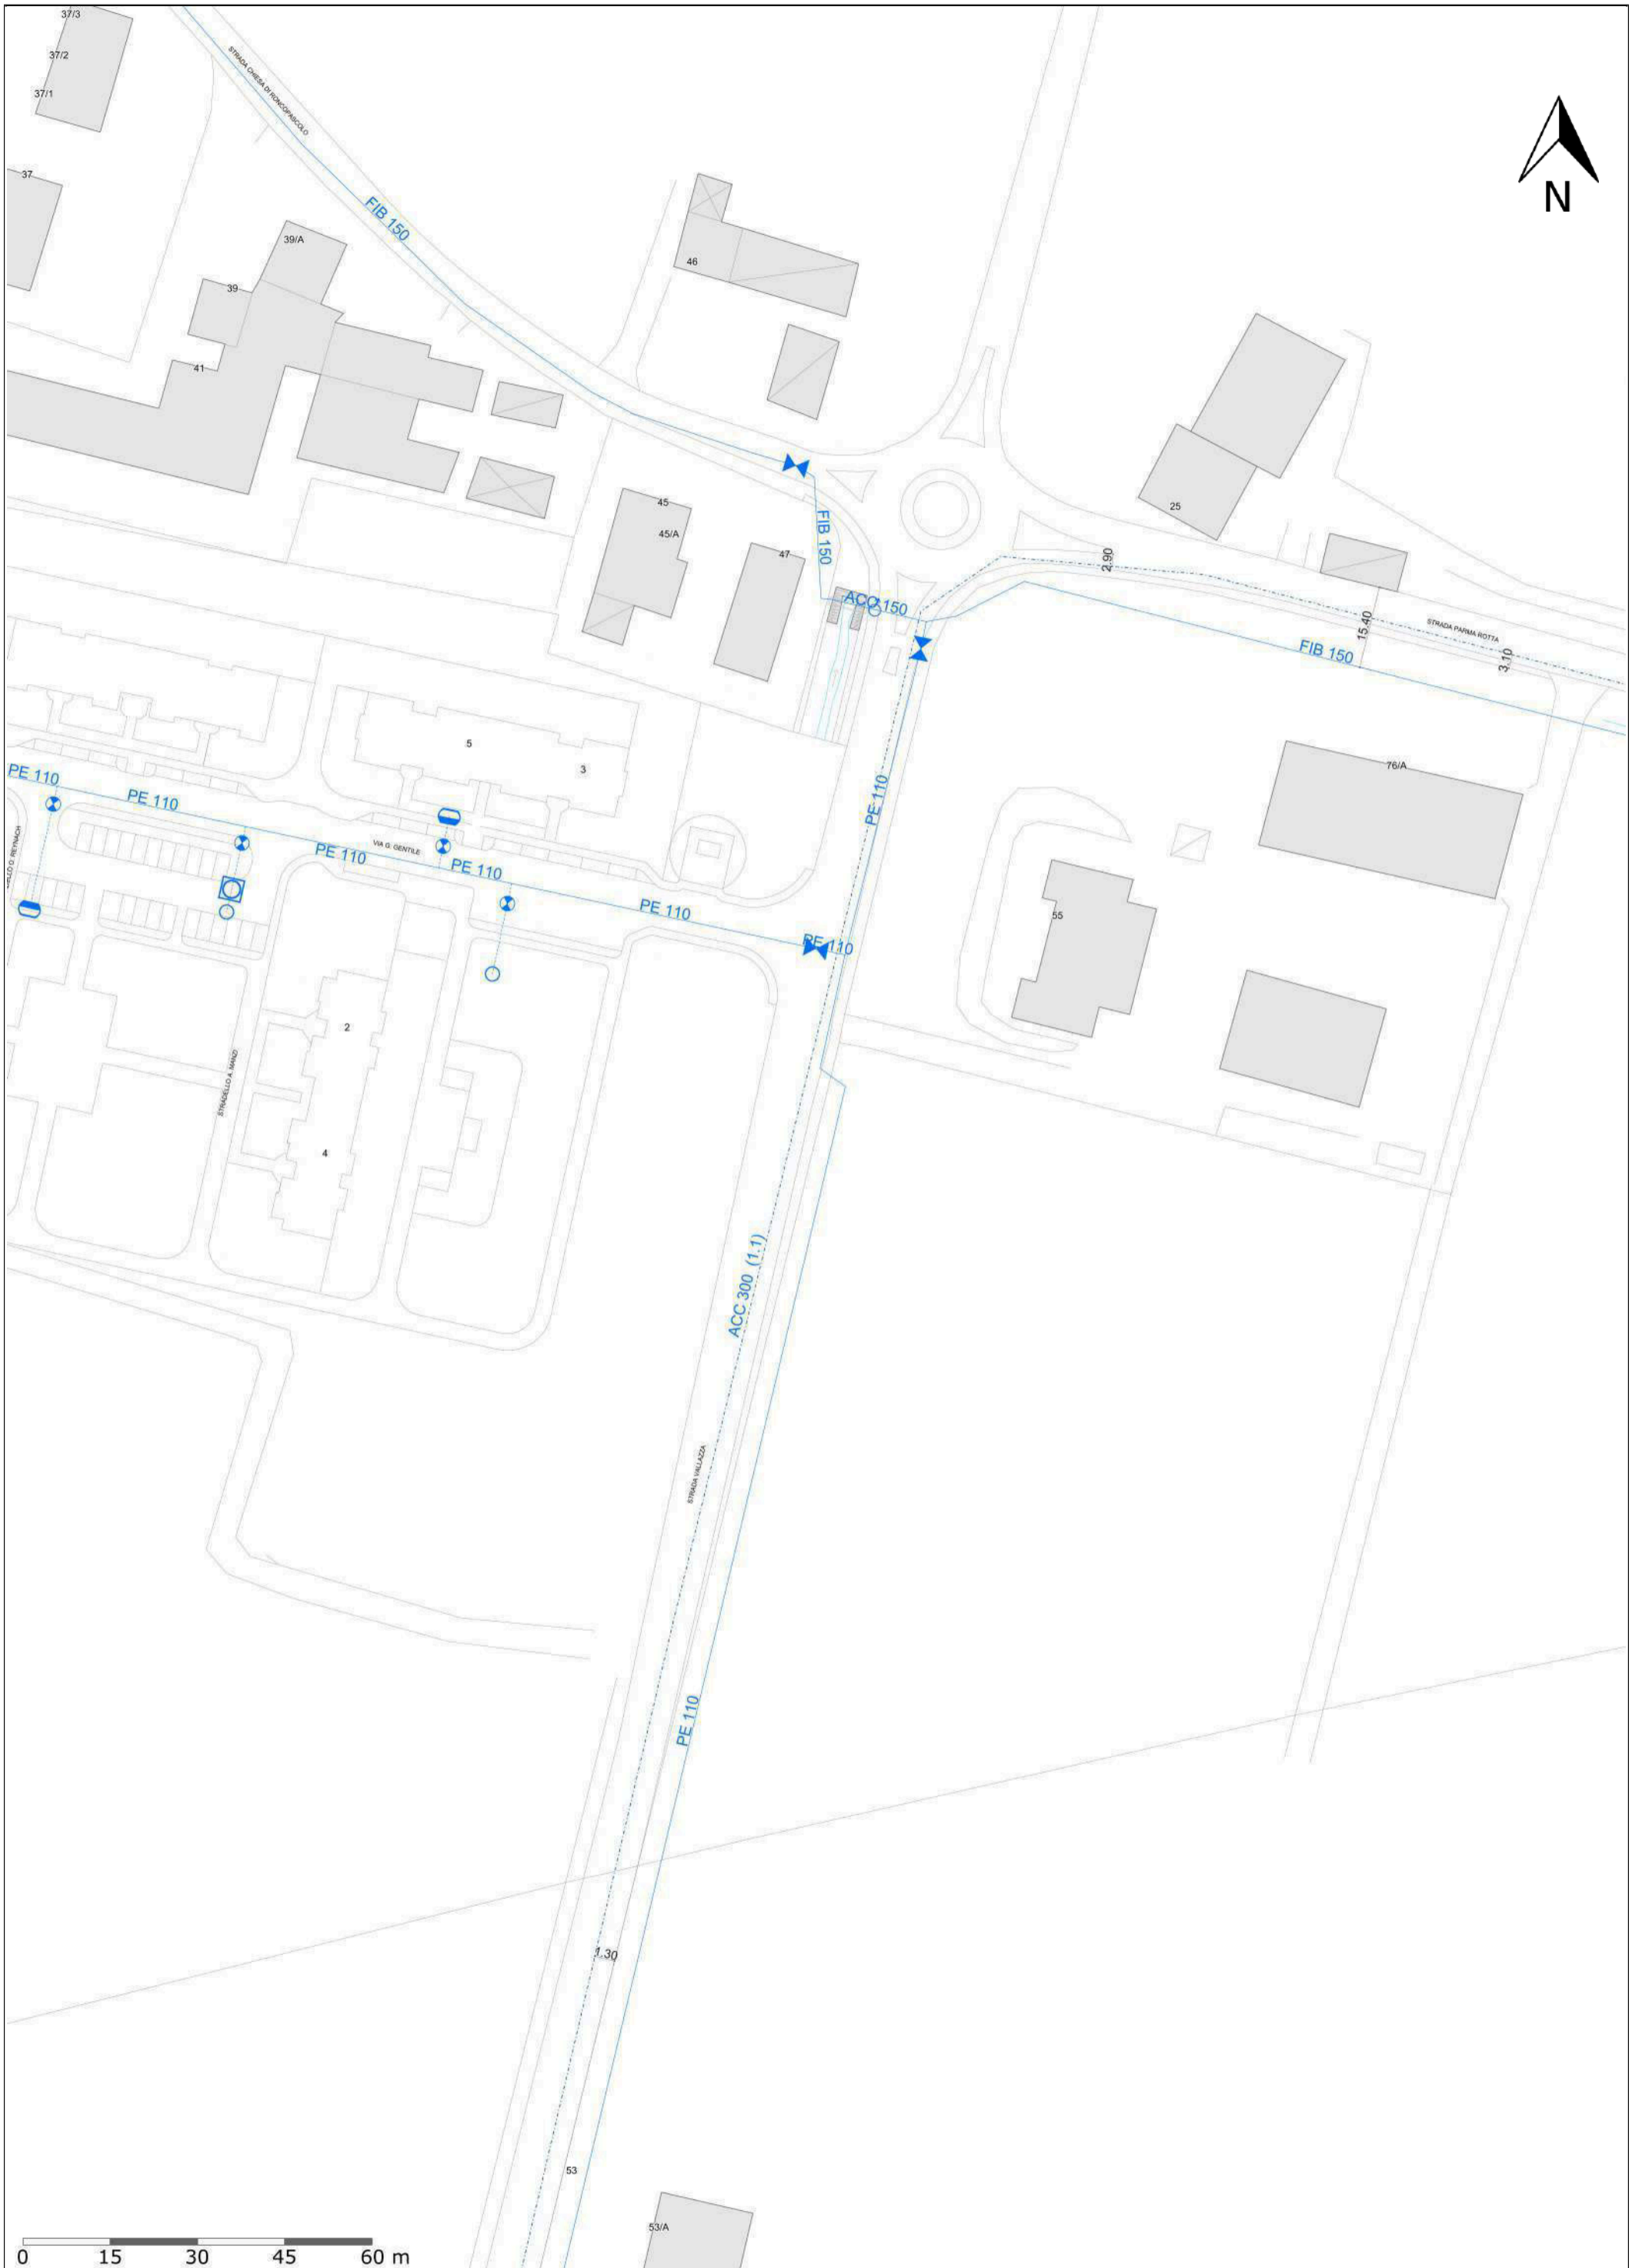 37/3
37/2
37/1
STRADA CHIESA DI RONCOPASCOLO
N
37
FIB 150
39/A
46
39
41
45
25
45/A
FIB 150
47
2.90
ACC 150
15.40
STRADA PARMA ROTTA
FIB 150
3.10
5
3
76/A
PE 110
PE 110
PE 110
VIA G. GENTILE
PE 110
PE 110
PE 110
PE 110
55
2
STRADELLO A. MANZI
4
ACC 300 (1.1)
STRADA VALLAZZA
PE 110
1.30
53
53/A
0 15 30 45 60 m